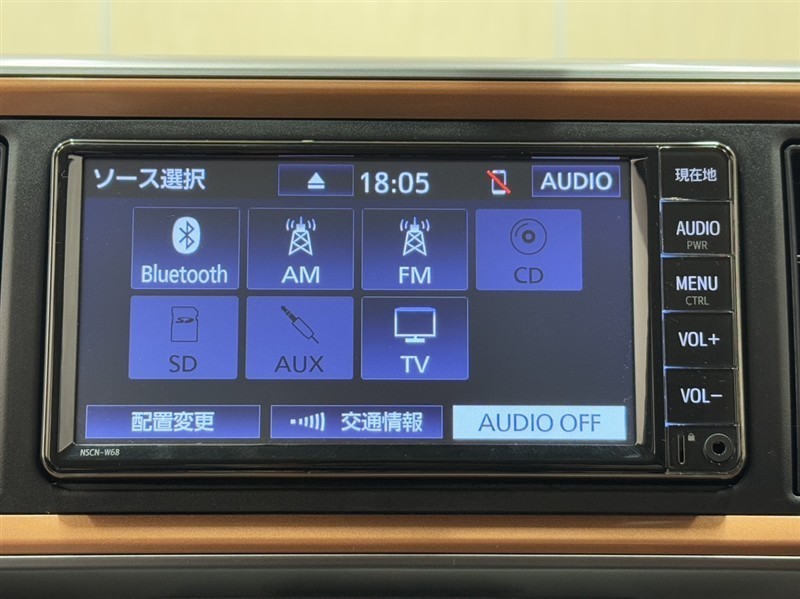 ソース選択 18:05 AUDIO
Bluetooth AM FM CD
SD AUX TV
配置変更 交通情報 AUDIO OFF
NSCN-W68
現在地
AUDIO
PWR
MENU
CTRL
VOL+
VOL-